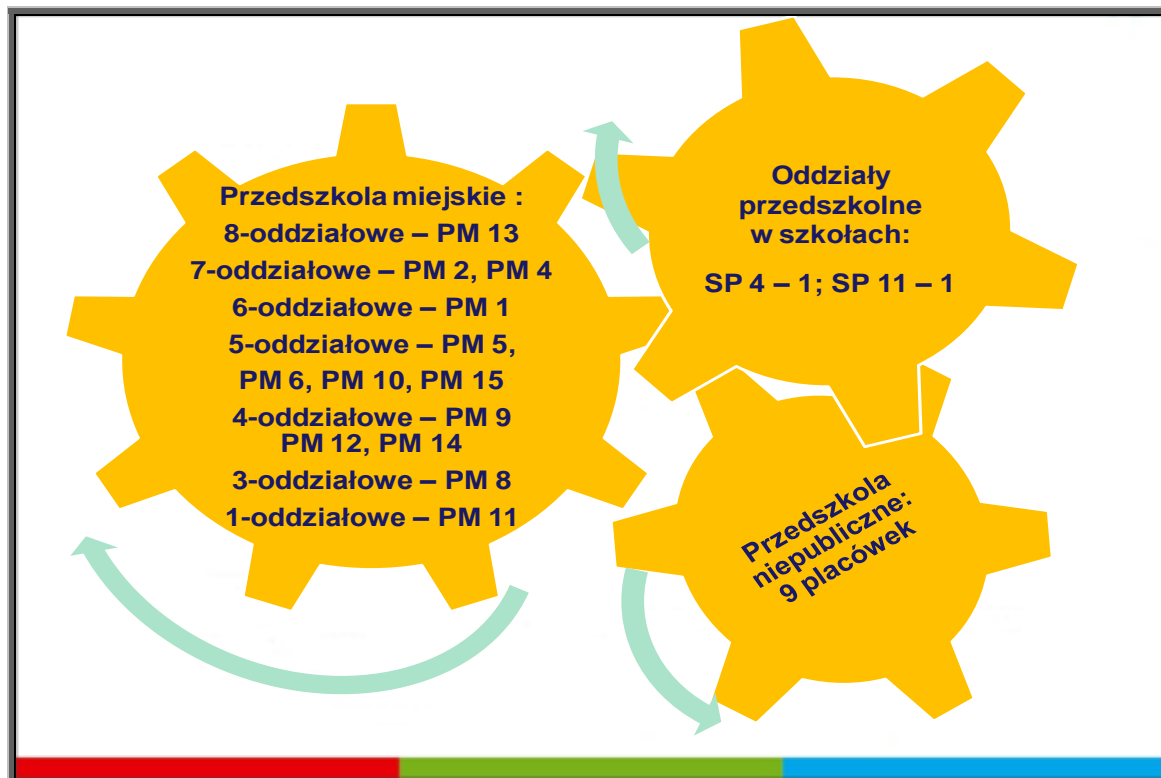 Przedszkola miejskie :
8-oddziałowe – PM 13
7-oddziałowe – PM 2, PM 4
6-oddziałowe – PM 1
5-oddziałowe – PM 5,
PM 6, PM 10, PM 15
4-oddziałowe – PM 9
PM 12, PM 14
3-oddziałowe – PM 8
1-oddziałowe – PM 11
Oddziały
przedszkolne
w szkołach:
SP 4 – 1; SP 11 – 1
Przedszkola
niepubliczne:
9 placówek